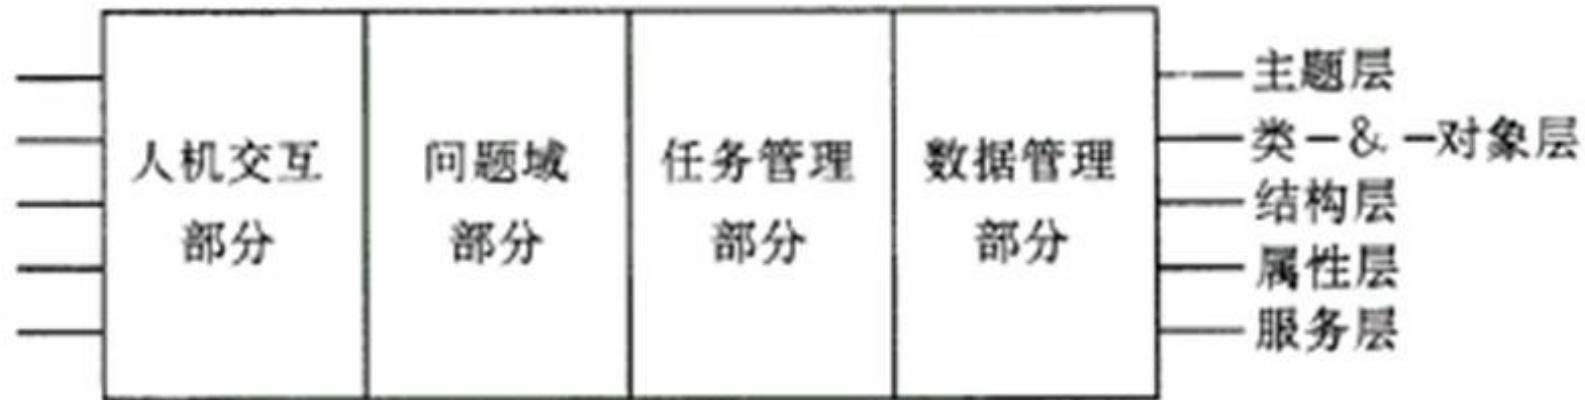 人机交互
部分
问题域
部分
任务管理
部分
数据管理
部分
主题层
类-&-对象层
结构层
属性层
服务层